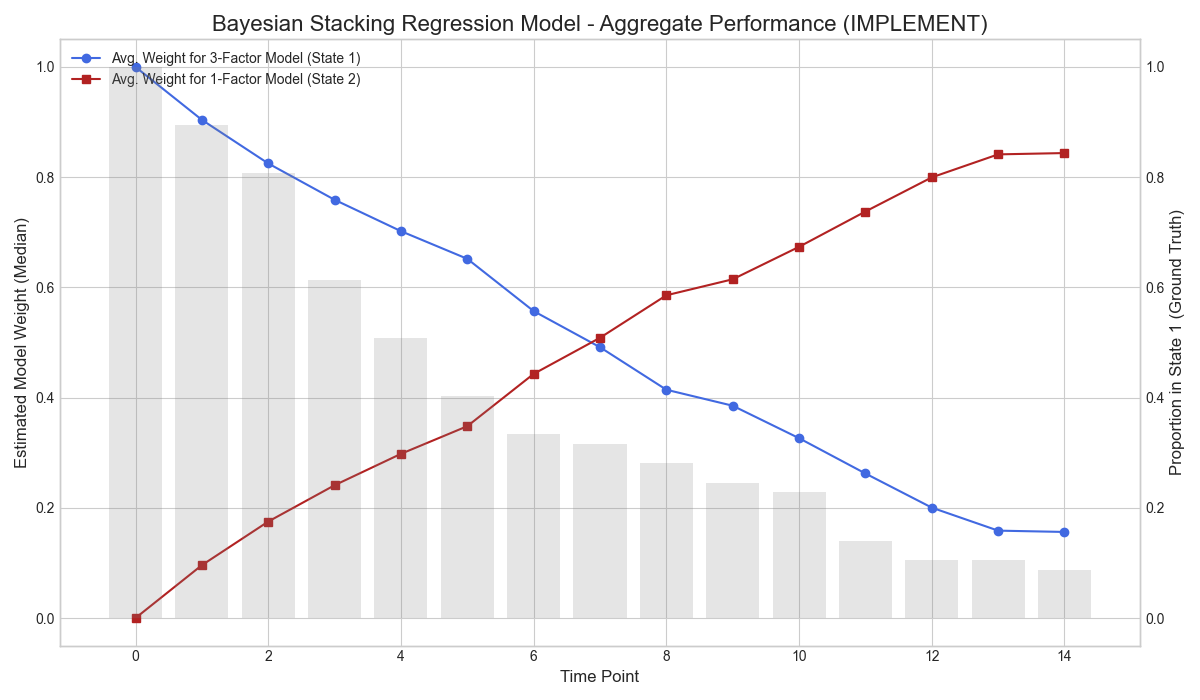 Bayesian Stacking Regression Model - Aggregate Performance (IMPLEMENT)
Avg. Weight for 3-Factor Model (State 1)
Avg. Weight for 1-Factor Model (State 2)
Estimated Model Weight (Median)
1.0
0.8
0.6
0.4
0.2
0.0
1.0
0.8
0.6
0.4
0.2
0.0
Proportion in State 1 (Ground Truth)
0 2 4 6 8 10 12 14
Time Point